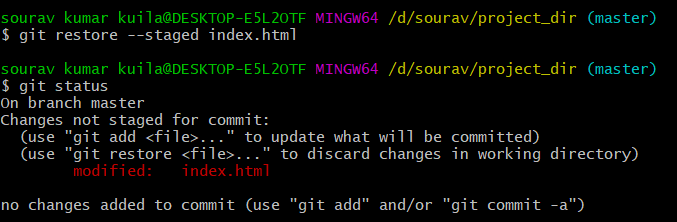 sourav kumar kuila@DESKTOP-E5L2OTF MINGW64 /d/sourav/project_dir (master)
$ git restore --staged index.html
sourav kumar kuila@DESKTOP-E5L2OTF MINGW64 /d/sourav/project_dir (master)
$ git status
On branch master
Changes not staged for commit:
  (use "git add <file>..." to update what will be committed)
  (use "git restore <file>..." to discard changes in working directory)
        modified:   index.html
no changes added to commit (use "git add" and/or "git commit -a")